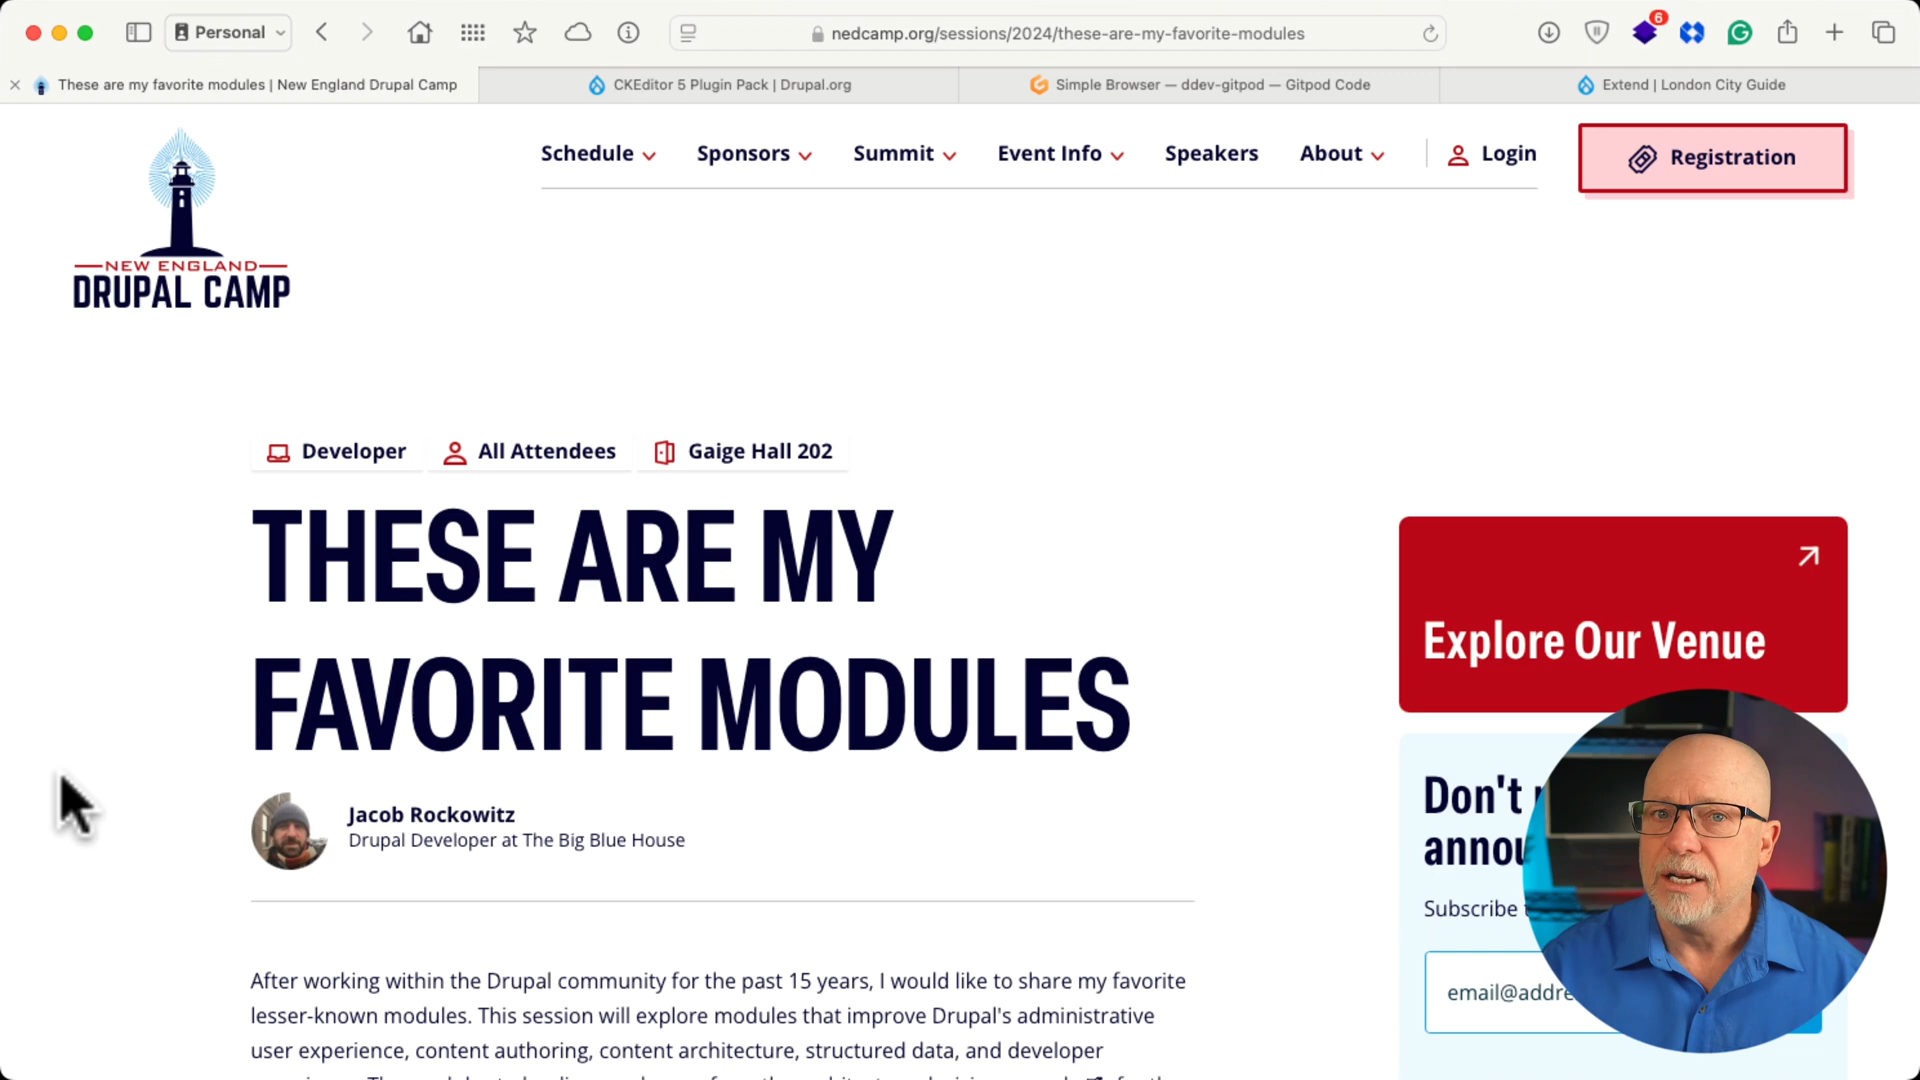 Personal
nedcamp.org/sessions/2024/these-are-my-favorite-modules
6
These are my favorite modules | New England Drupal Camp
CKEditor 5 Plugin Pack | Drupal.org
Simple Browser — ddev-gitpod — Gitpod Code
Extend | London City Guide
NEW ENGLAND
DRUPAL CAMP
Schedule
Sponsors
Summit
Event Info
Speakers
About
Login
Registration
Developer
All Attendees
Gaige Hall 202
THESE ARE MY
FAVORITE MODULES
Jacob Rockowitz
Drupal Developer at The Big Blue House
After working within the Drupal community for the past 15 years, I would like to share my favorite
lesser-known modules. This session will explore modules that improve Drupal's administrative
user experience, content authoring, content architecture, structured data, and developer
Explore Our Venue
Don't
Subscribe